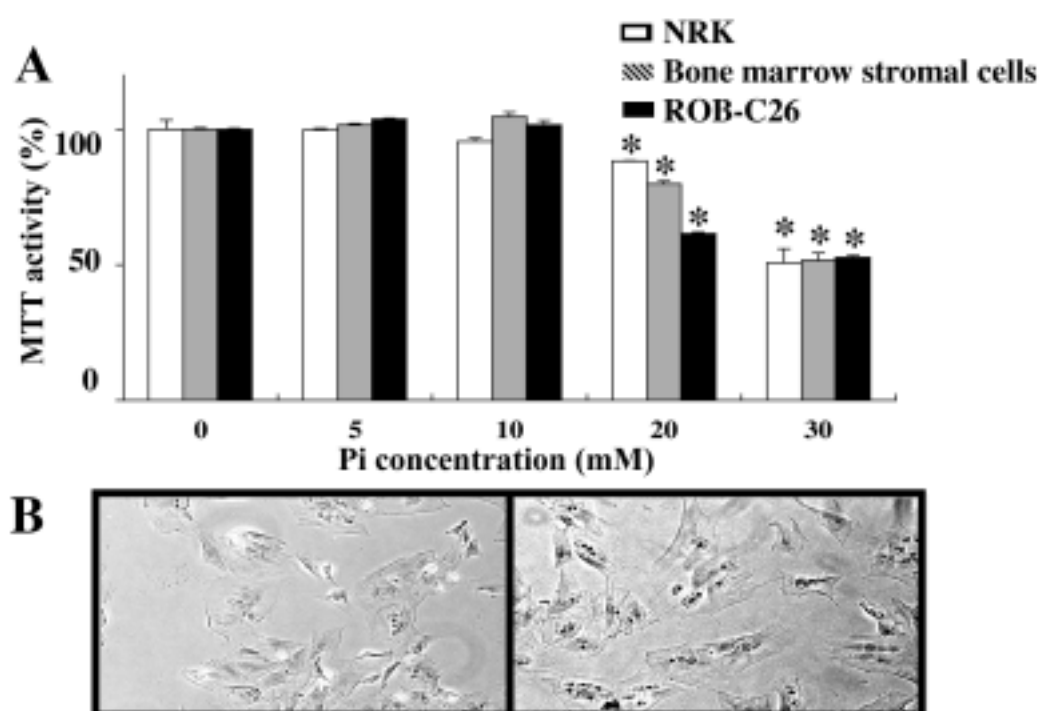 A
NRK
Bone marrow stromal cells
ROB-C26
MTT activity (%)
100
50
0
* * *
* * *
0 5 10 20 30
Pi concentration (mM)
B